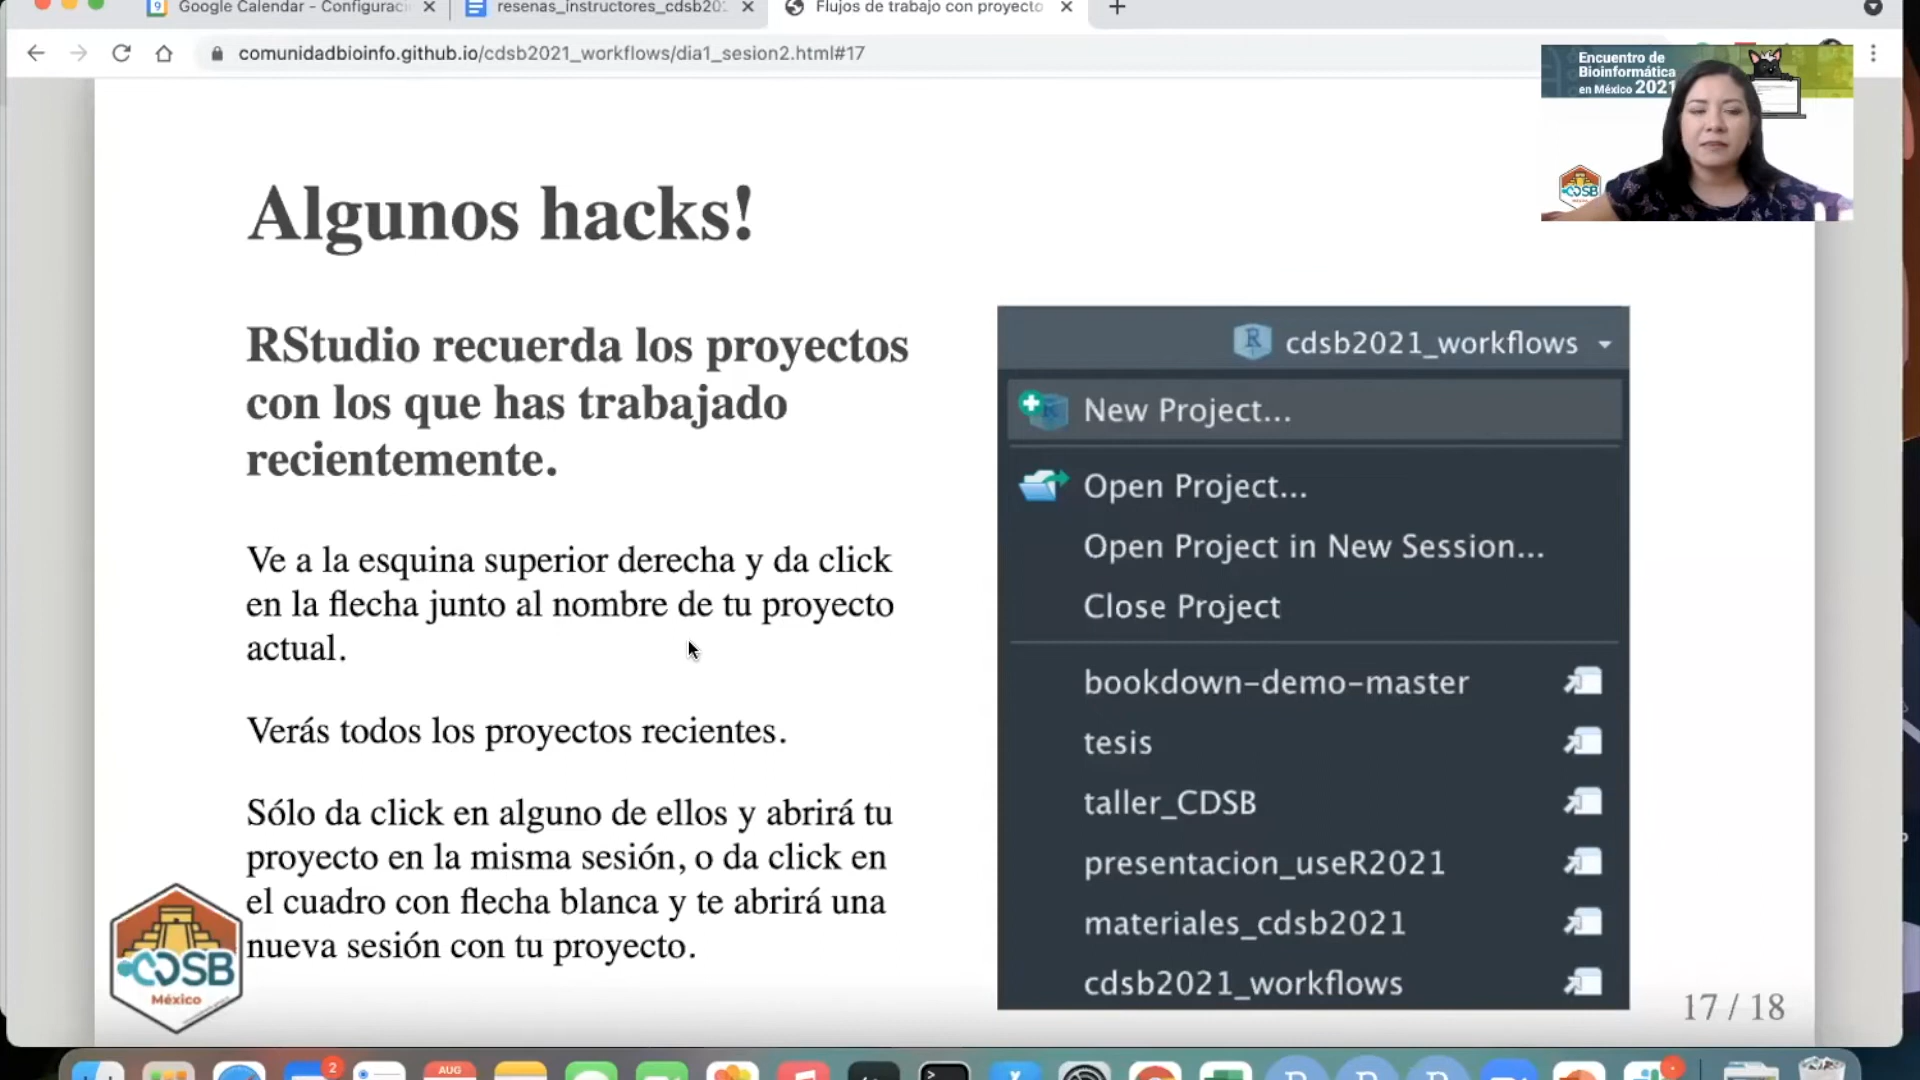 9
Google Calendar - Configuraci
resenas_instructores_cdsb202
Flujos de trabajo con proyecto
comunidadbioinfo.github.io/cdsb2021_workflows/dia1_sesion2.html#17
Encuentro de
Bioinformática
en México 2021
CDSB
Algunos hacks!
RStudio recuerda los proyectos
con los que has trabajado
recientemente.
Ve a la esquina superior derecha y da click
en la flecha junto al nombre de tu proyecto
actual.
Verás todos los proyectos recientes.
Sólo da click en alguno de ellos y abrirá tu
proyecto en la misma sesión, o da click en
el cuadro con flecha blanca y te abrirá una
nueva sesión con tu proyecto.
R cdsb2021_workflows
New Project...
Open Project...
Open Project in New Session...
Close Project
bookdown-demo-master
tesis
taller_CDSB
presentacion_useR2021
materiales_cdsb2021
cdsb2021_workflows
CDSB
México
17 / 18
2
AUG